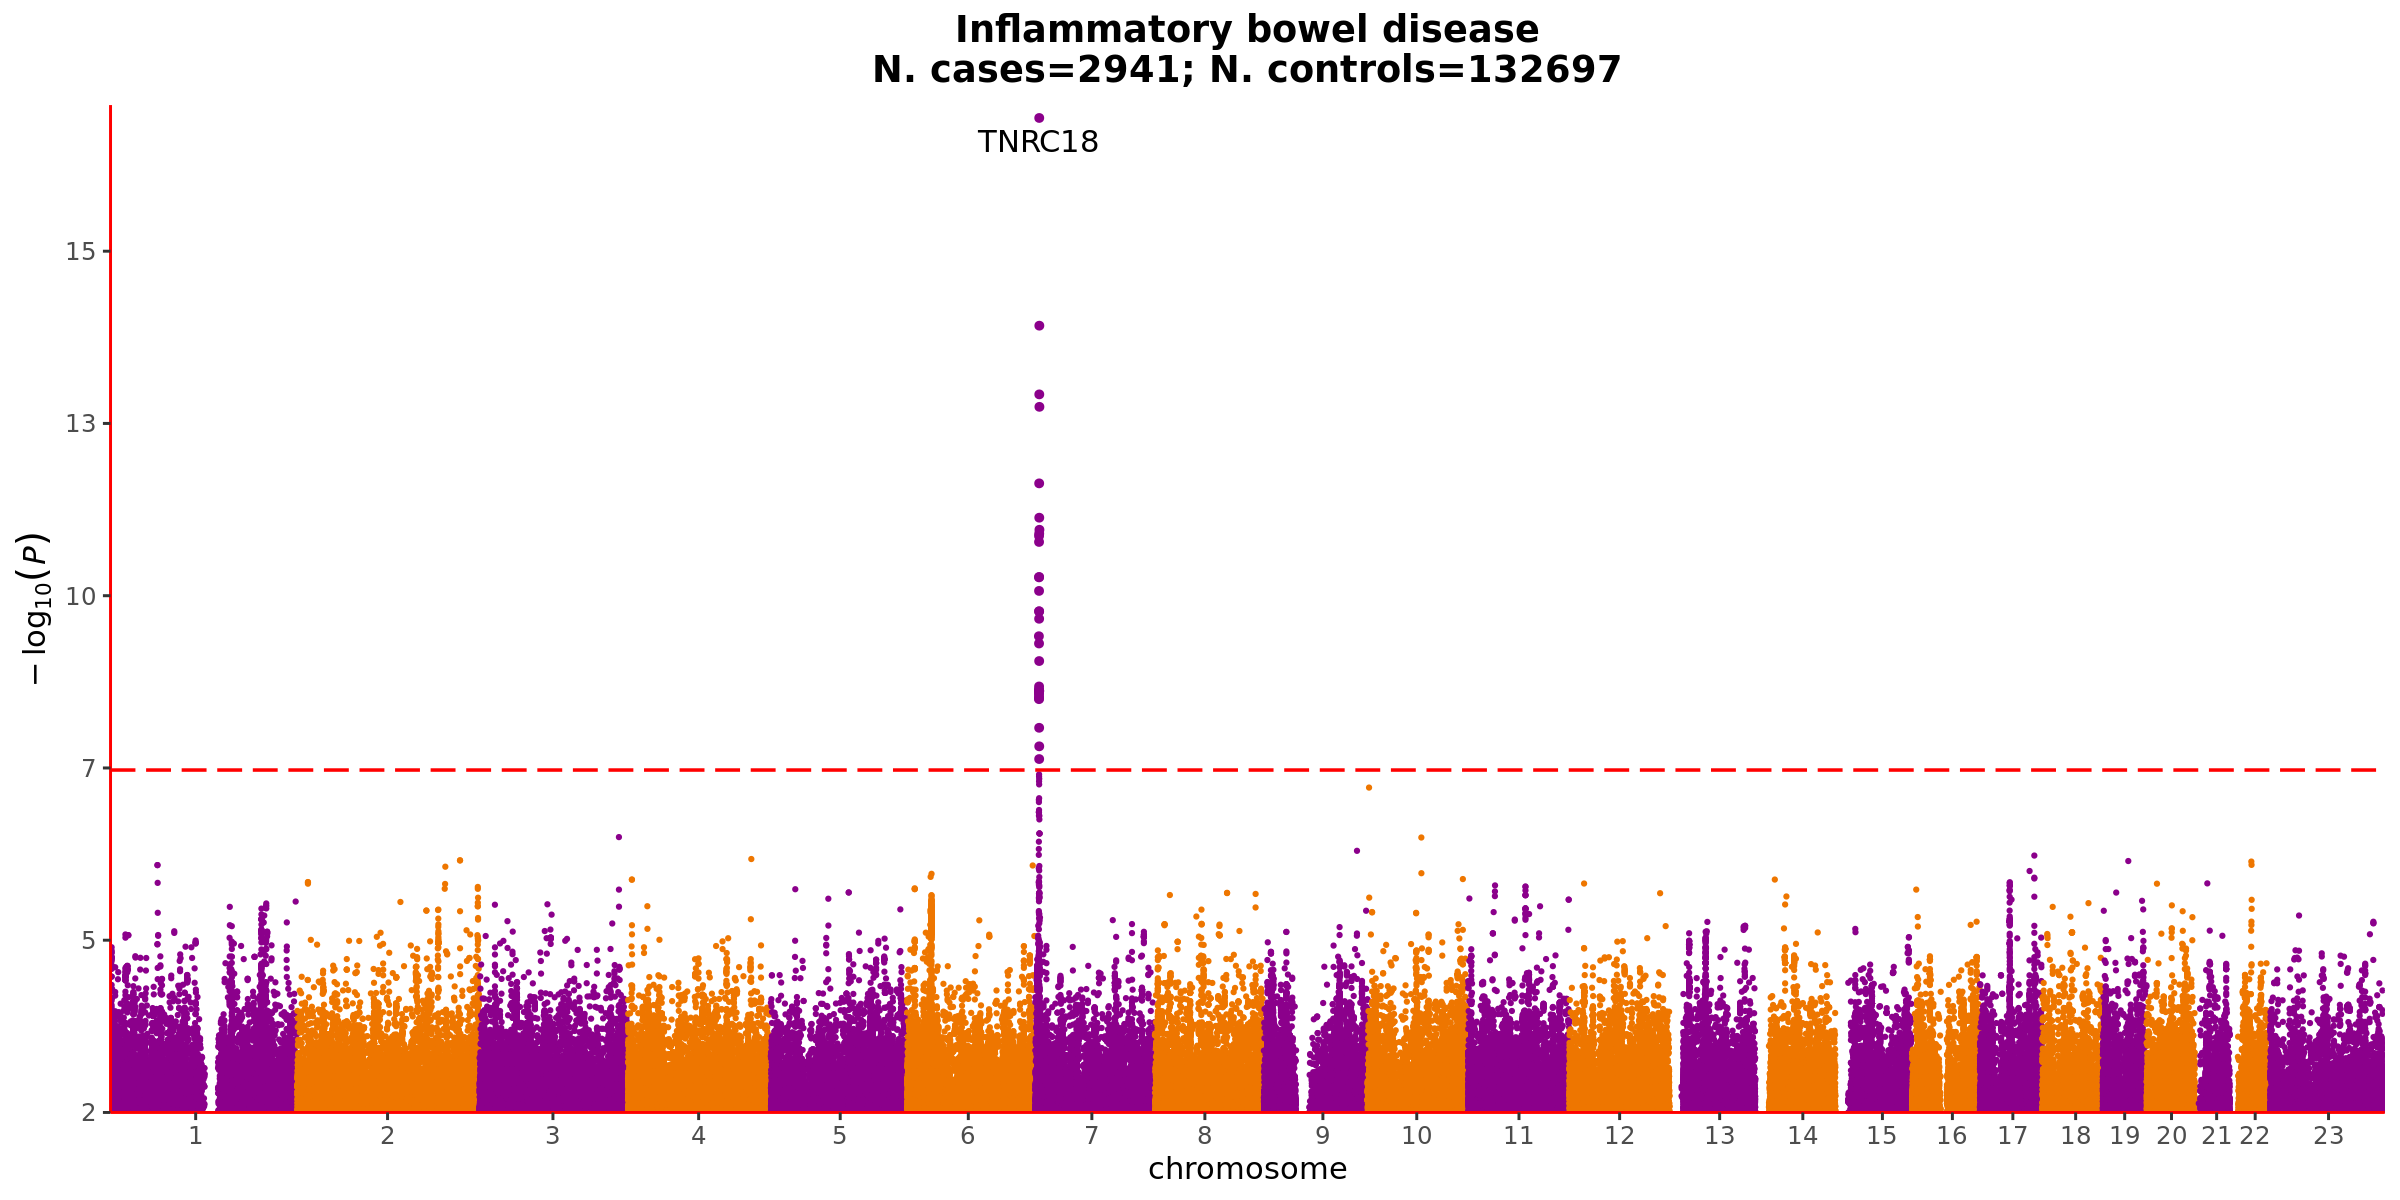 Inflammatory bowel disease
N. cases=2941; N. controls=132697
TNRC18
15
13
10
7
5
2
−log10(P)
1 2 3 4 5 6 7 8 9 10 11 12 13 14 15 16 17 18 19 20 21 22 23
chromosome